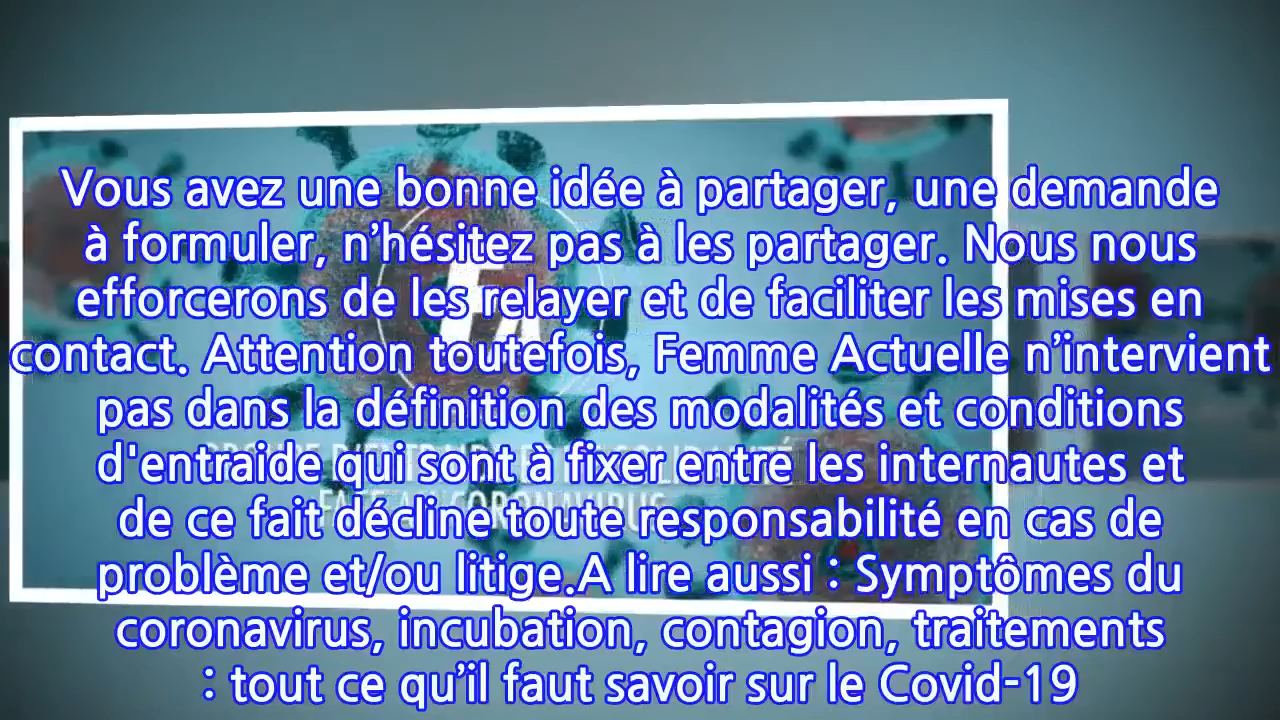 Vous avez une bonne idée à partager, une demande
à formuler, n’hésitez pas à les partager. Nous nous
efforcerons de les relayer et de faciliter les mises en
contact. Attention toutefois, Femme Actuelle n’intervient
pas dans la définition des modalités et conditions
d'entraide qui sont à fixer entre les internautes et
de ce fait décline toute responsabilité en cas de
problème et/ou litige.A lire aussi : Symptômes du
coronavirus, incubation, contagion, traitements
: tout ce qu’il faut savoir sur le Covid-19